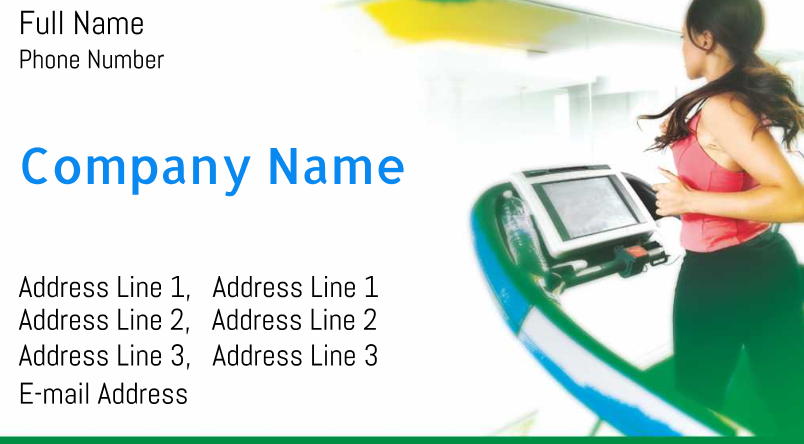 Full Name
Phone Number
Company Name
Address Line 1, Address Line 1
Address Line 2, Address Line 2
Address Line 3, Address Line 3
E-mail Address